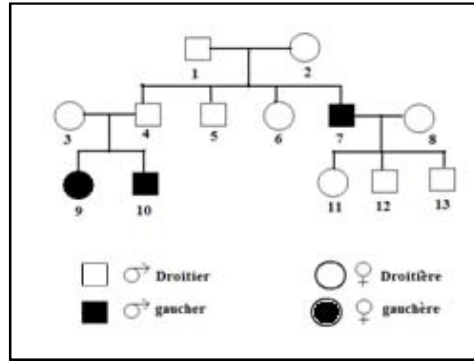 1 2
3 4 5 6 7 8
9 10 11 12 13
♂ Droitier ♀ Droitière
♂ gaucher ♀ gauchère